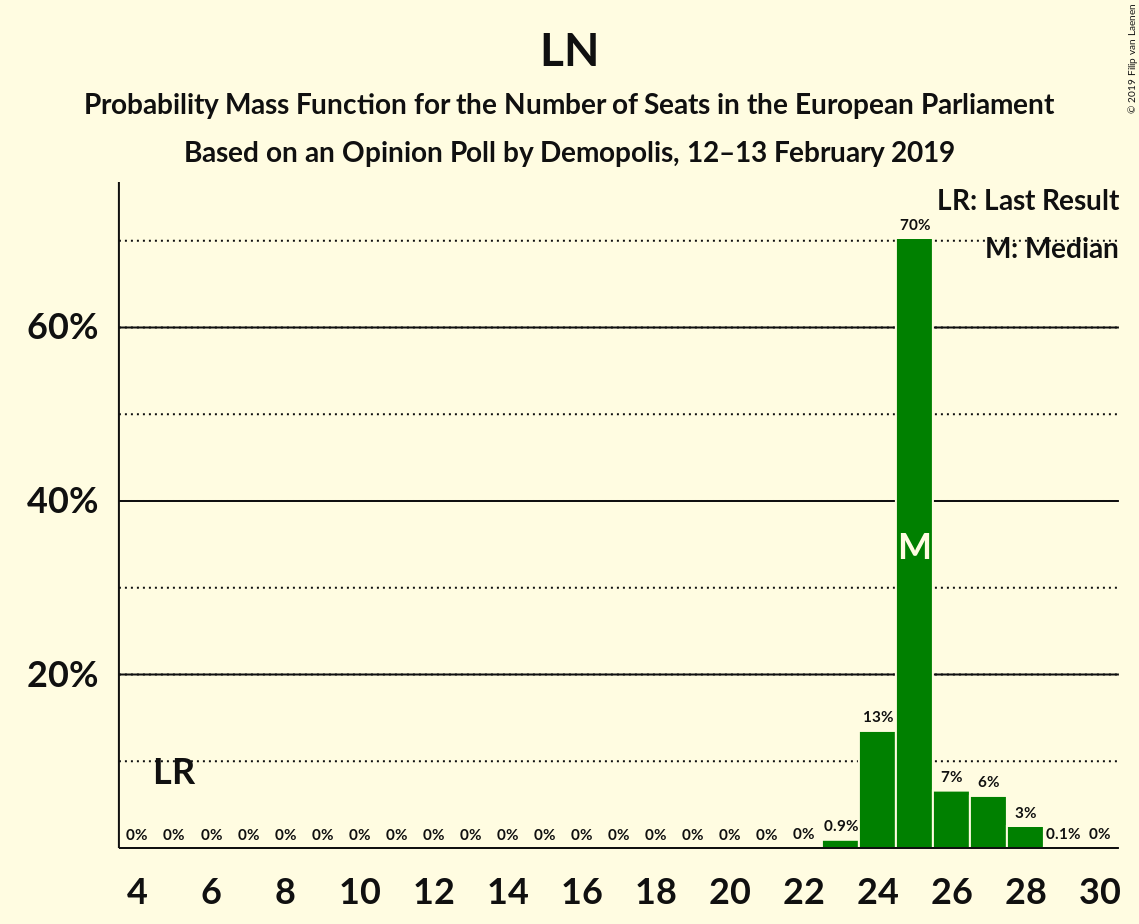 LN
Probability Mass Function for the Number of Seats in the European Parliament
Based on an Opinion Poll by Demopolis, 12–13 February 2019
© 2019 Filip van Laenen
LR: Last Result
M: Median
70%
60%
40%
M
20%
13%
LR
7%
6%
3%
0% 0% 0% 0% 0% 0% 0% 0% 0% 0% 0% 0% 0% 0% 0% 0% 0% 0% 0% 0.9% 0.1% 0%
4 6 8 10 12 14 16 18 20 22 24 26 28 30